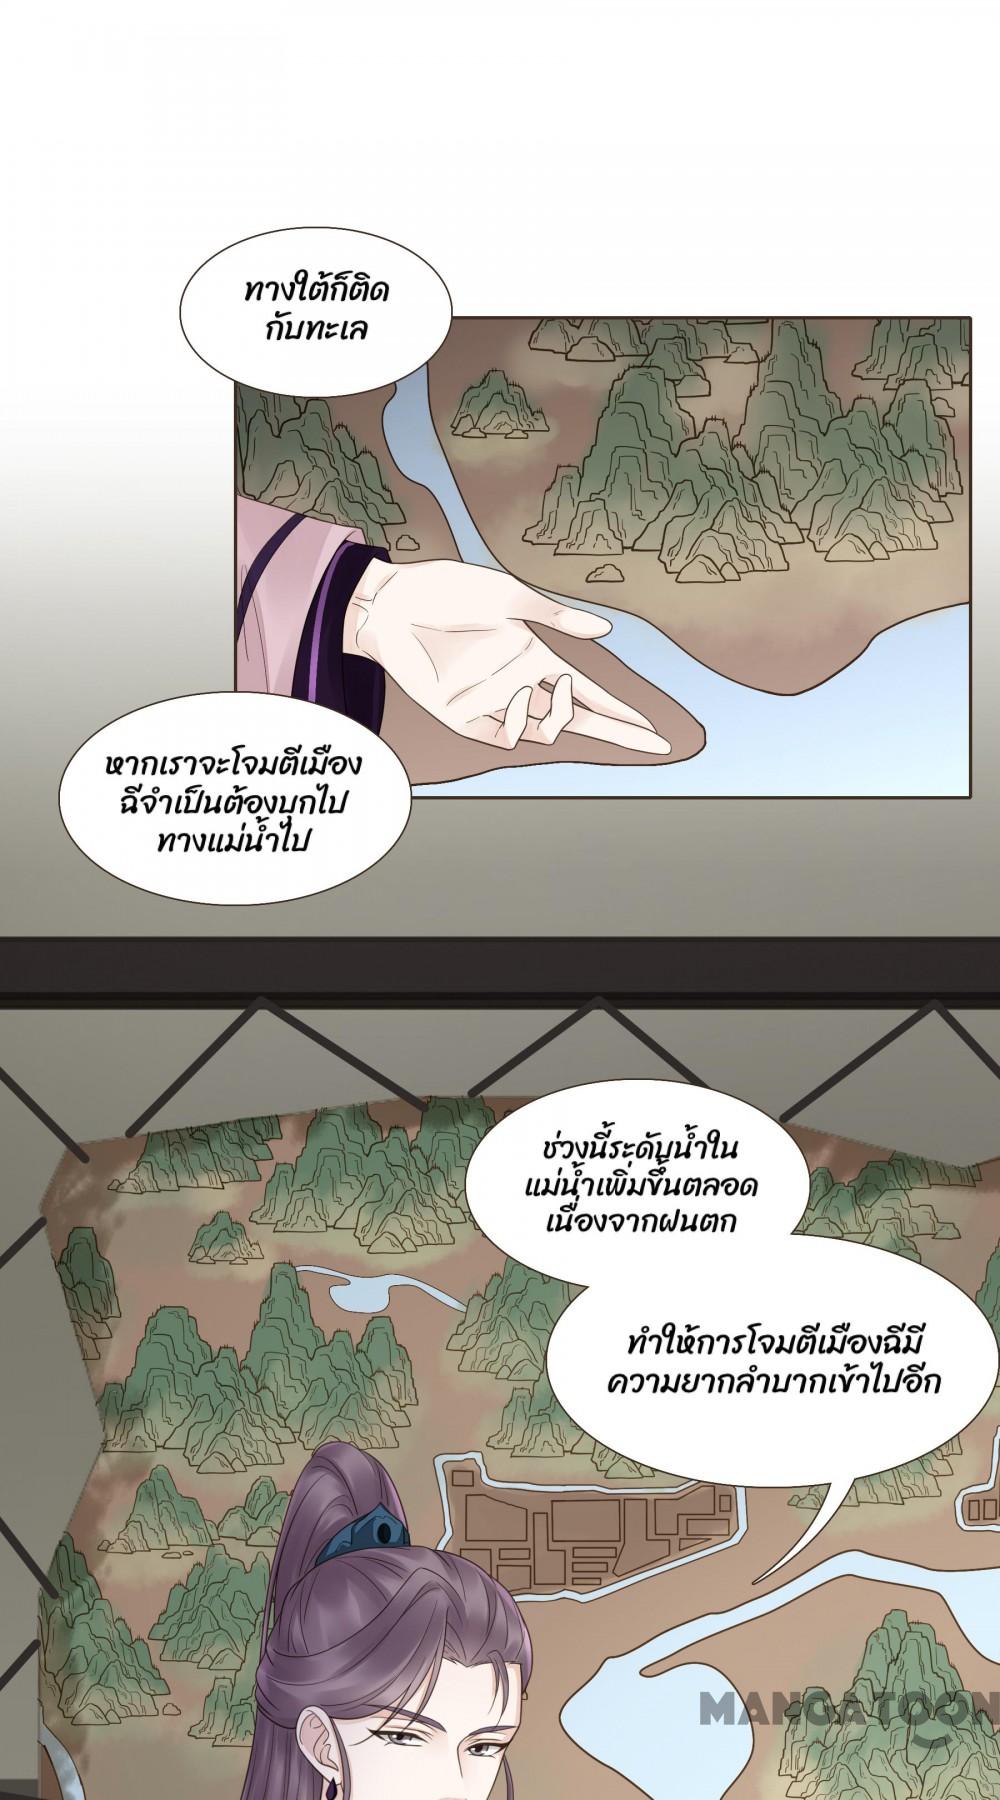 ทางใต้ก็ติด
กับทะเล
หากเราจะโจมตีเมือง
ฉีจำเป็นต้องบุกไป
ทางแม่น้ำไป
ช่วงนี้ระดับน้ำใน
แม่น้ำเพิ่มขึ้นตลอด
เนื่องจากฝนตก
ทำให้การโจมตีเมืองฉีมี
ความยากลำบากเข้าไปอีก
MANGATOON